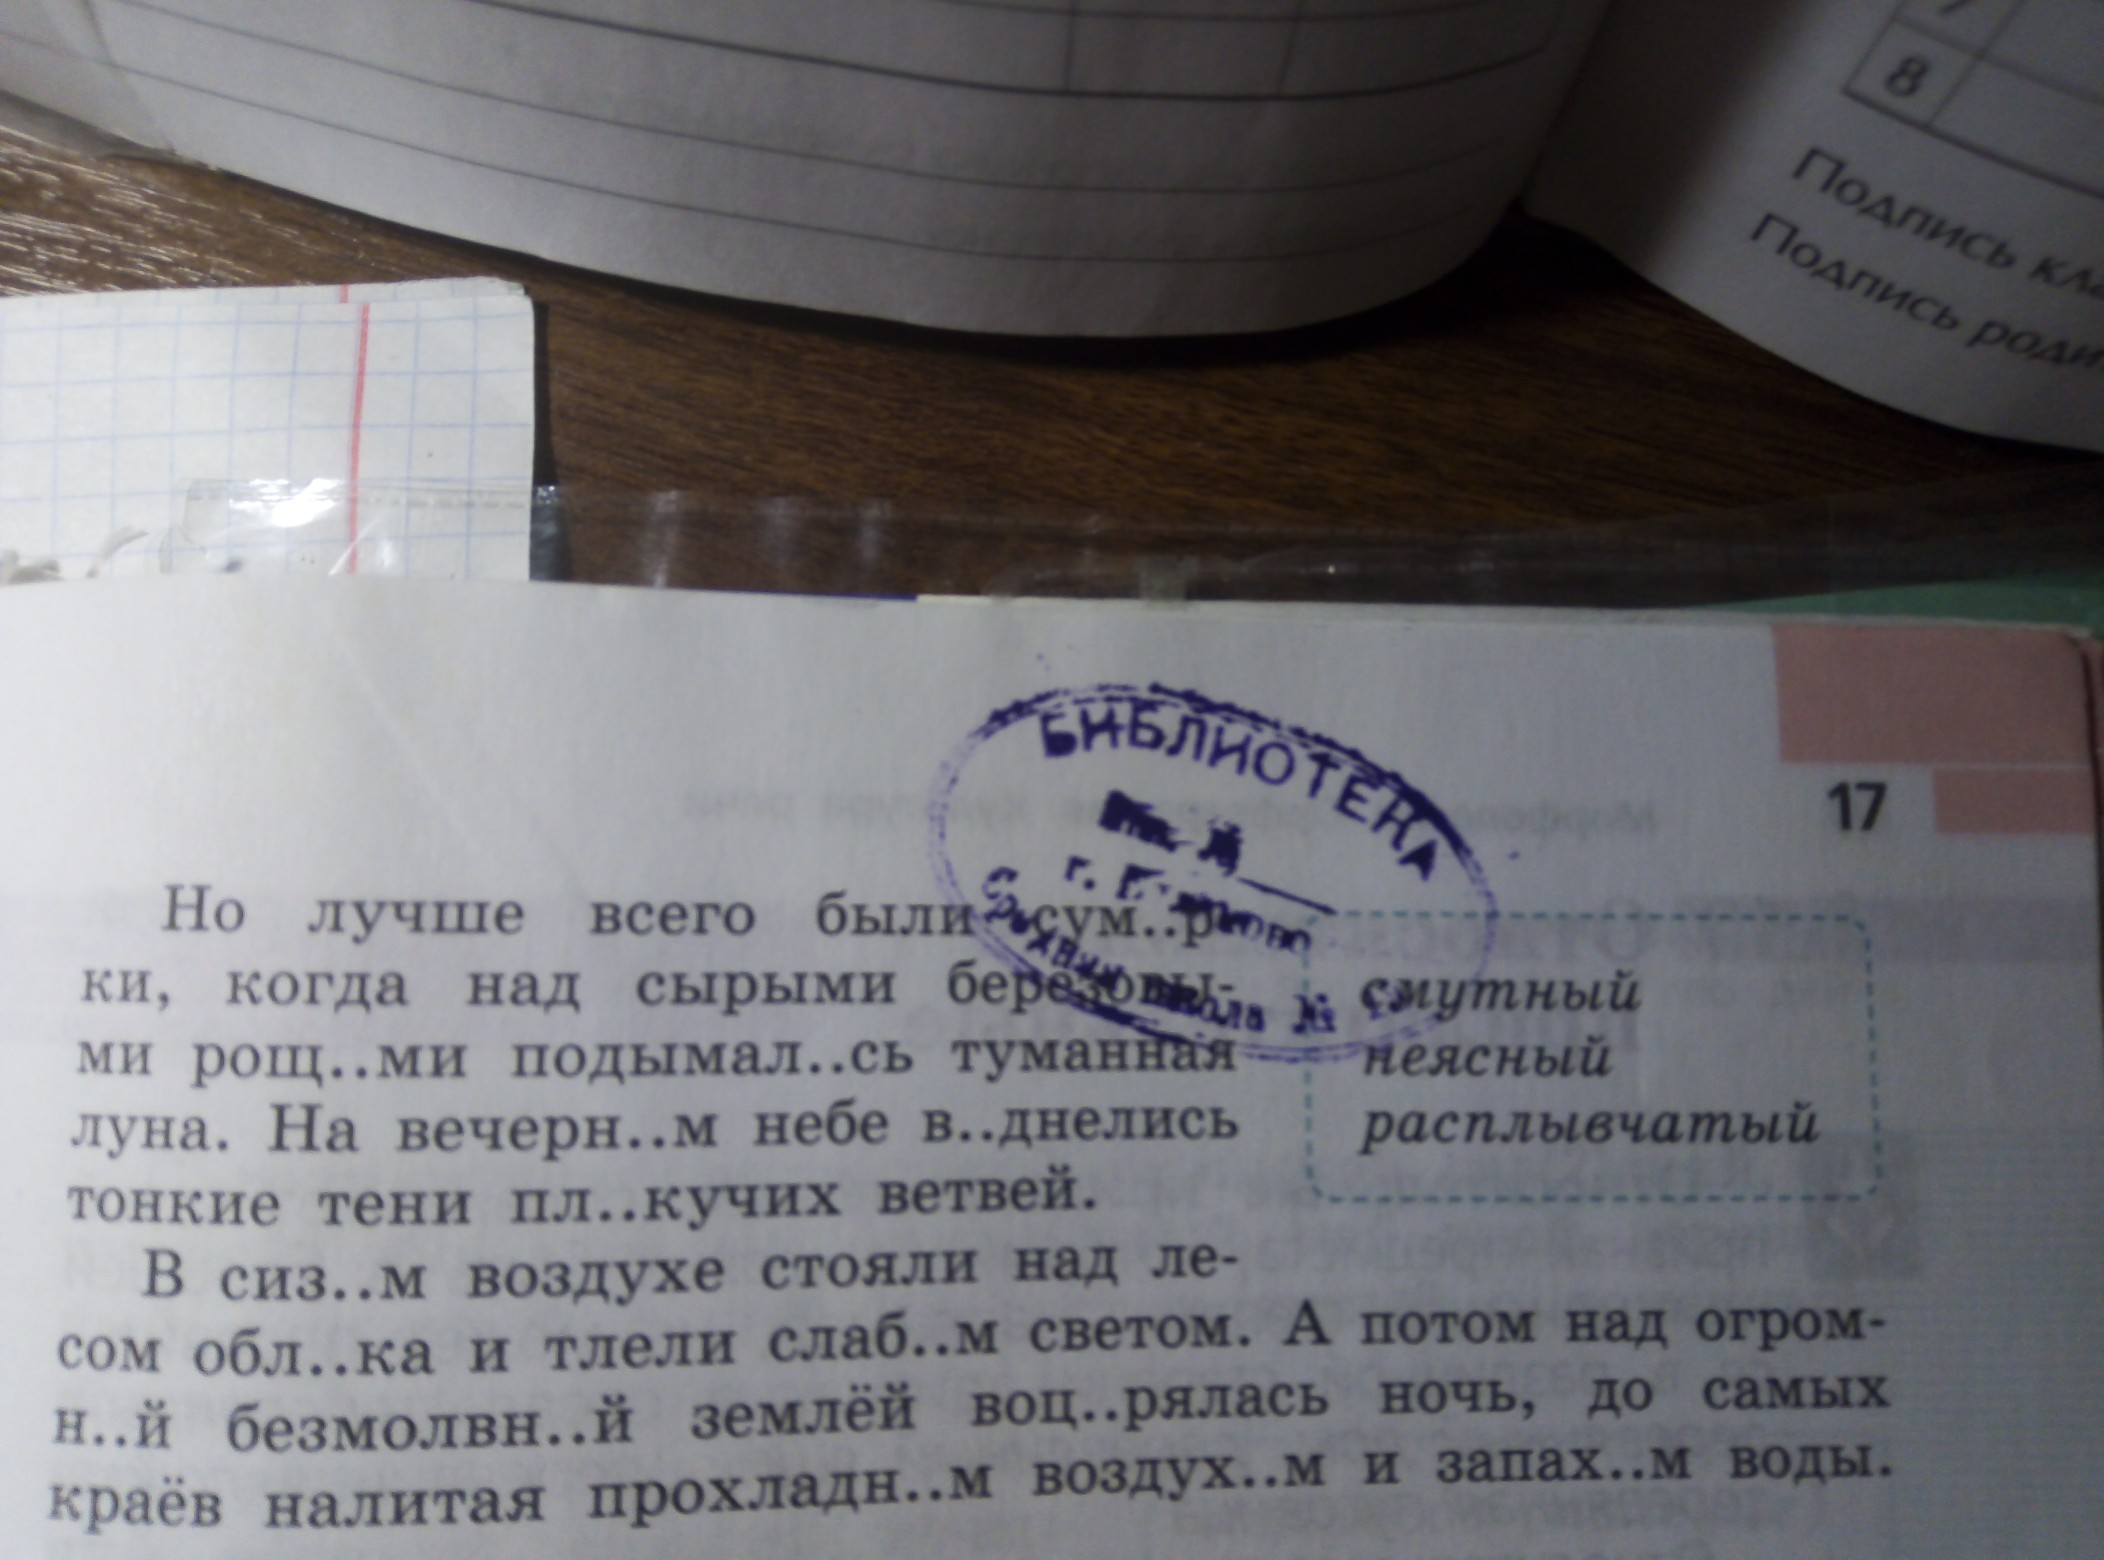 8
Подпись кла
Подпись роди
БИБЛИОТЕКА
17
Но лучше всего были сум..р-
ки, когда над сырыми березовы-
ми рощ..ми подымал..сь туманная
луна. На вечерн..м небе в..днелись
тонкие тени пл..кучих ветвей.
смутный
неясный
расплывчатый
В сиз..м воздухе стояли над ле-
сом обл..ка и тлели слаб..м светом. А потом над огром-
н..й безмолвн..й землёй воц..рялась ночь, до самых
краёв налитая прохладн..м воздух..м и запах..м воды.